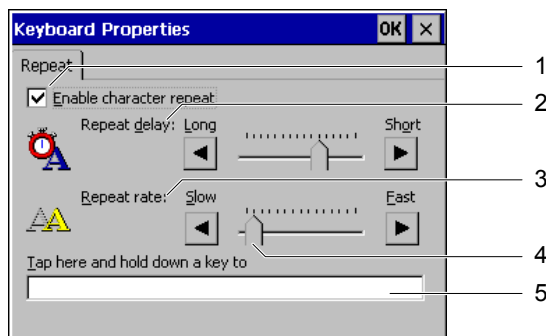 Keyboard Properties OK ×
Repeat
1
Enable character repeat
2
Repeat delay: Long Short
3
Repeat rate: Slow Fast
4
Tap here and hold down a key to
5